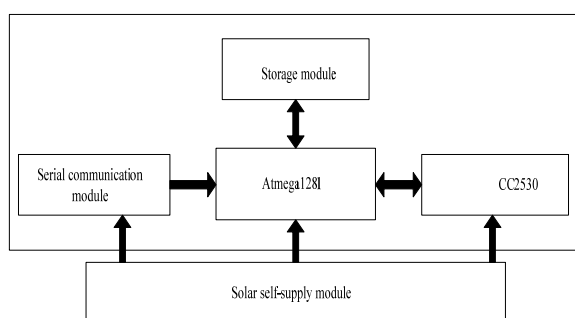 Storage module
Serial communication
module
Atmega128l
CC2530
Solar self-supply module